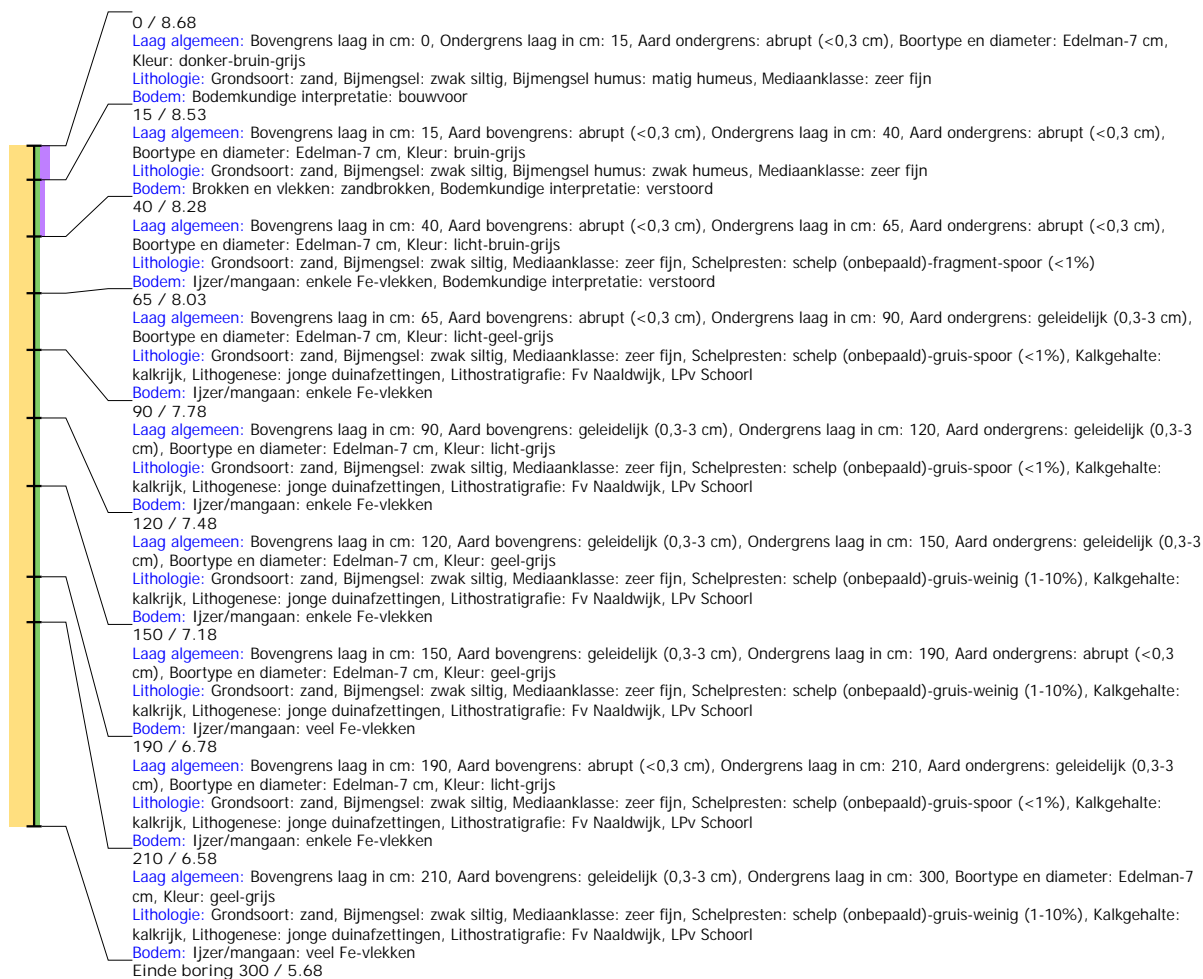 0 / 8.68
Laag algemeen: Bovengrens laag in cm: 0, Ondergrens laag in cm: 15, Aard ondergrens: abrupt (<0,3 cm), Boortype en diameter: Edelman-7 cm,
Kleur: donker-bruin-grijs
Lithologie: Grondsoort: zand, Bijmengsel: zwak siltig, Bijmengsel humus: matig humeus, Mediaanklasse: zeer fijn
Bodem: Bodemkundige interpretatie: bouwvoor
15 / 8.53
Laag algemeen: Bovengrens laag in cm: 15, Aard bovengrens: abrupt (<0,3 cm), Ondergrens laag in cm: 40, Aard ondergrens: abrupt (<0,3 cm),
Boortype en diameter: Edelman-7 cm, Kleur: bruin-grijs
Lithologie: Grondsoort: zand, Bijmengsel: zwak siltig, Bijmengsel humus: zwak humeus, Mediaanklasse: zeer fijn
Bodem: Brokken en vlekken: zandbrokken, Bodemkundige interpretatie: verstoord
40 / 8.28
Laag algemeen: Bovengrens laag in cm: 40, Aard bovengrens: abrupt (<0,3 cm), Ondergrens laag in cm: 65, Aard ondergrens: abrupt (<0,3 cm),
Boortype en diameter: Edelman-7 cm, Kleur: licht-bruin-grijs
Lithologie: Grondsoort: zand, Bijmengsel: zwak siltig, Mediaanklasse: zeer fijn, Schelpresten: schelp (onbepaald)-fragment-spoor (<1%)
Bodem: Ijzer/mangaan: enkele Fe-vlekken, Bodemkundige interpretatie: verstoord
65 / 8.03
Laag algemeen: Bovengrens laag in cm: 65, Aard bovengrens: abrupt (<0,3 cm), Ondergrens laag in cm: 90, Aard ondergrens: geleidelijk (0,3-3 cm),
Boortype en diameter: Edelman-7 cm, Kleur: licht-geel-grijs
Lithologie: Grondsoort: zand, Bijmengsel: zwak siltig, Mediaanklasse: zeer fijn, Schelpresten: schelp (onbepaald)-gruis-spoor (<1%), Kalkgehalte:
kalkrijk, Lithogenese: jonge duinafzettingen, Lithostratigrafie: Fv Naaldwijk, LPv Schoorl
Bodem: Ijzer/mangaan: enkele Fe-vlekken
90 / 7.78
Laag algemeen: Bovengrens laag in cm: 90, Aard bovengrens: geleidelijk (0,3-3 cm), Ondergrens laag in cm: 120, Aard ondergrens: geleidelijk (0,3-3
cm), Boortype en diameter: Edelman-7 cm, Kleur: licht-grijs
Lithologie: Grondsoort: zand, Bijmengsel: zwak siltig, Mediaanklasse: zeer fijn, Schelpresten: schelp (onbepaald)-gruis-spoor (<1%), Kalkgehalte:
kalkrijk, Lithogenese: jonge duinafzettingen, Lithostratigrafie: Fv Naaldwijk, LPv Schoorl
Bodem: Ijzer/mangaan: enkele Fe-vlekken
120 / 7.48
Laag algemeen: Bovengrens laag in cm: 120, Aard bovengrens: geleidelijk (0,3-3 cm), Ondergrens laag in cm: 150, Aard ondergrens: geleidelijk (0,3-3
cm), Boortype en diameter: Edelman-7 cm, Kleur: geel-grijs
Lithologie: Grondsoort: zand, Bijmengsel: zwak siltig, Mediaanklasse: zeer fijn, Schelpresten: schelp (onbepaald)-gruis-weinig (1-10%), Kalkgehalte:
kalkrijk, Lithogenese: jonge duinafzettingen, Lithostratigrafie: Fv Naaldwijk, LPv Schoorl
Bodem: Ijzer/mangaan: enkele Fe-vlekken
150 / 7.18
Laag algemeen: Bovengrens laag in cm: 150, Aard bovengrens: geleidelijk (0,3-3 cm), Ondergrens laag in cm: 190, Aard ondergrens: abrupt (<0,3
cm), Boortype en diameter: Edelman-7 cm, Kleur: geel-grijs
Lithologie: Grondsoort: zand, Bijmengsel: zwak siltig, Mediaanklasse: zeer fijn, Schelpresten: schelp (onbepaald)-gruis-weinig (1-10%), Kalkgehalte:
kalkrijk, Lithogenese: jonge duinafzettingen, Lithostratigrafie: Fv Naaldwijk, LPv Schoorl
Bodem: Ijzer/mangaan: veel Fe-vlekken
190 / 6.78
Laag algemeen: Bovengrens laag in cm: 190, Aard bovengrens: abrupt (<0,3 cm), Ondergrens laag in cm: 210, Aard ondergrens: geleidelijk (0,3-3
cm), Boortype en diameter: Edelman-7 cm, Kleur: licht-grijs
Lithologie: Grondsoort: zand, Bijmengsel: zwak siltig, Mediaanklasse: zeer fijn, Schelpresten: schelp (onbepaald)-gruis-spoor (<1%), Kalkgehalte:
kalkrijk, Lithogenese: jonge duinafzettingen, Lithostratigrafie: Fv Naaldwijk, LPv Schoorl
Bodem: Ijzer/mangaan: enkele Fe-vlekken
210 / 6.58
Laag algemeen: Bovengrens laag in cm: 210, Aard bovengrens: geleidelijk (0,3-3 cm), Ondergrens laag in cm: 300, Boortype en diameter: Edelman-7
cm, Kleur: geel-grijs
Lithologie: Grondsoort: zand, Bijmengsel: zwak siltig, Mediaanklasse: zeer fijn, Schelpresten: schelp (onbepaald)-gruis-weinig (1-10%), Kalkgehalte:
kalkrijk, Lithogenese: jonge duinafzettingen, Lithostratigrafie: Fv Naaldwijk, LPv Schoorl
Bodem: Ijzer/mangaan: veel Fe-vlekken
Einde boring 300 / 5.68